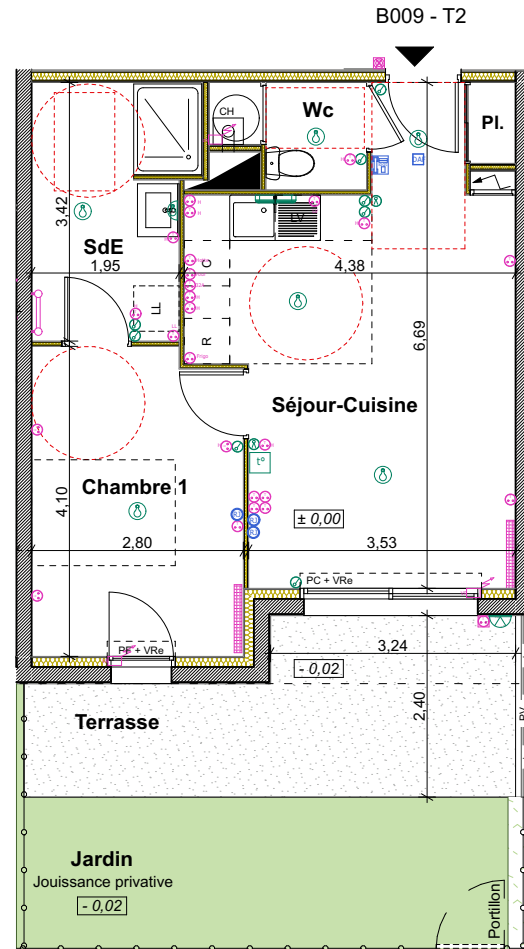 B009 - T2
CH
Wc
Pl.
DAF
3,42
SdE
1,95
LV
4,38
C
LL
R
6,69
Séjour-Cuisine
t°
Chambre 1
4,10
± 0,00
2,80
3,53
PC + VRe
PF + VRe
3,24
- 0,02
2,40
Terrasse
PV
Jardin
Jouissance privative
- 0,02
Portillon